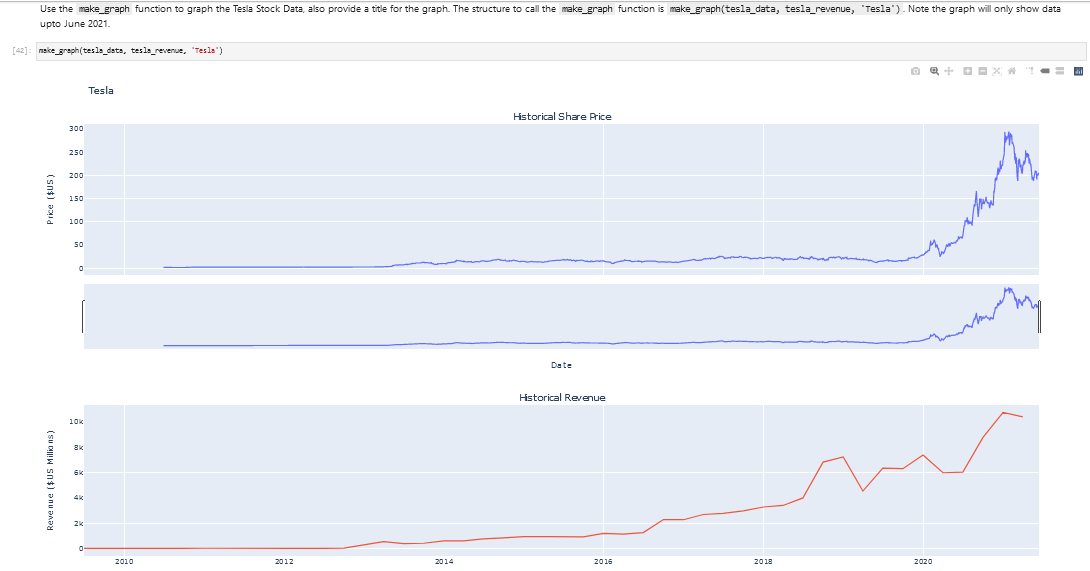 Use the make_graph function to graph the Tesla Stock Data, also provide a title for the graph. The structure to call the make_graph function is make_graph(tesla_data, tesla_revenue, 'Tesla'). Note the graph will only show data
upto June 2021.
[42]: make_graph(tesla_data, tesla_revenue, 'Tesla')
Tesla
Historical Share Price
300
250
200
150
100
50
0
Price ($US)
Date
Historical Revenue
10k
8k
6k
4k
2k
0
Revenue ($US Millions)
2010 2012 2014 2016 2018 2020